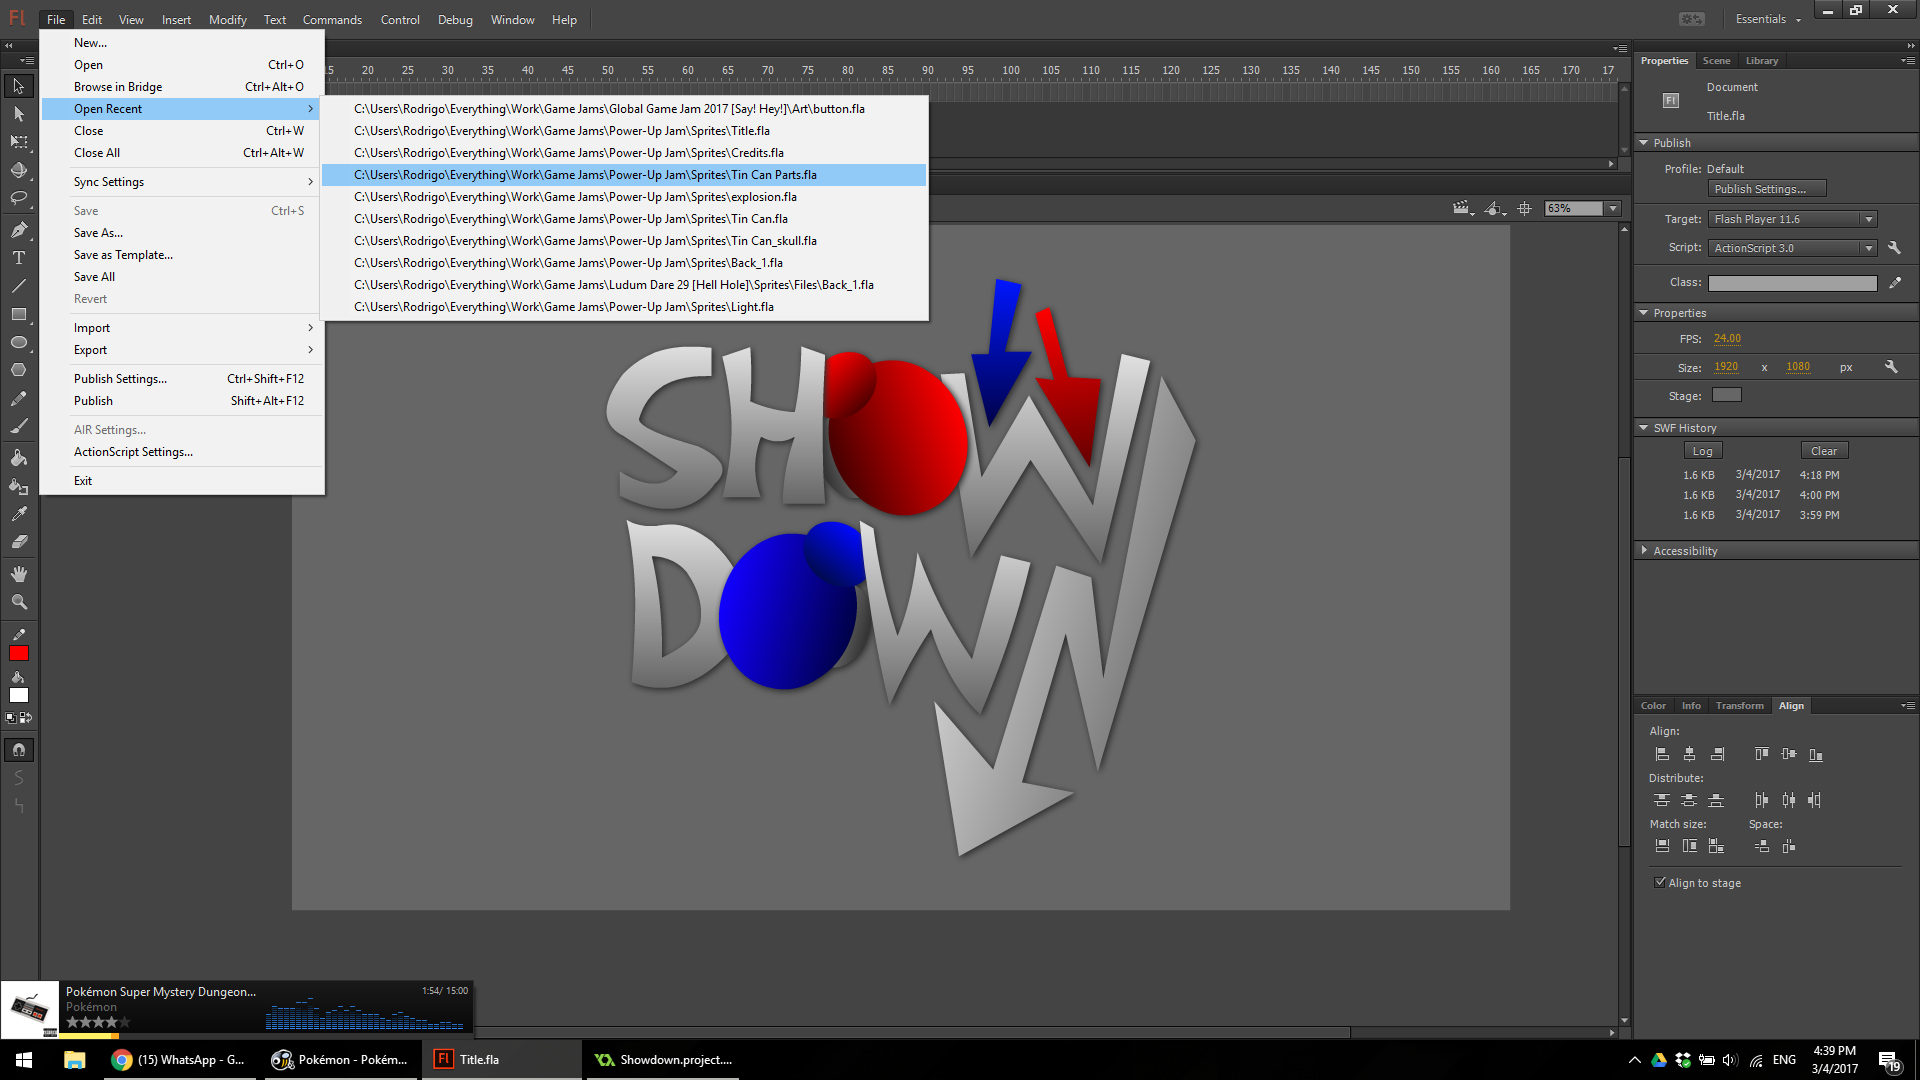 Fl File Edit View Insert Modify Text Commands Control Debug Window Help Essentials
New...
Open Ctrl+O
Browse in Bridge Ctrl+Alt+O
Open Recent
Close Ctrl+W
Close All Ctrl+Alt+W
Sync Settings
Save Ctrl+S
Save As...
Save as Template...
Save All
Revert
Import
Export
Publish Settings... Ctrl+Shift+F12
Publish Shift+Alt+F12
AIR Settings...
ActionScript Settings...
Exit
15 20 25 30 35 40 45 50 55 60 65 70 75 80 85 90 95 100 105 110 115 120 125 130 135 140 145 150 155 160 165 170 17
C:\Users\Rodrigo\Everything\Work\Game Jams\Global Game Jam 2017 [Say! Hey!]\Art\button.fla
C:\Users\Rodrigo\Everything\Work\Game Jams\Power-Up Jam\Sprites\Title.fla
C:\Users\Rodrigo\Everything\Work\Game Jams\Power-Up Jam\Sprites\Credits.fla
C:\Users\Rodrigo\Everything\Work\Game Jams\Power-Up Jam\Sprites\Tin Can Parts.fla
C:\Users\Rodrigo\Everything\Work\Game Jams\Power-Up Jam\Sprites\explosion.fla
C:\Users\Rodrigo\Everything\Work\Game Jams\Power-Up Jam\Sprites\Tin Can.fla
C:\Users\Rodrigo\Everything\Work\Game Jams\Power-Up Jam\Sprites\Tin Can_skull.fla
C:\Users\Rodrigo\Everything\Work\Game Jams\Power-Up Jam\Sprites\Back_1.fla
C:\Users\Rodrigo\Everything\Work\Game Jams\Ludum Dare 29 [Hell Hole]\Sprites\Files\Back_1.fla
C:\Users\Rodrigo\Everything\Work\Game Jams\Power-Up Jam\Sprites\Light.fla
63%
SHOW
DOWN
Properties Scene Library
Document
Fl
Title.fla
Publish
Profile: Default
Publish Settings...
Target: Flash Player 11.6
Script: ActionScript 3.0
Class:
Properties
FPS: 24.00
Size: 1920 x 1080 px
Stage:
SWF History
Log Clear
1.6 KB 3/4/2017 4:18 PM
1.6 KB 3/4/2017 4:00 PM
1.6 KB 3/4/2017 3:59 PM
Accessibility
Color Info Transform Align
Align:
Distribute:
Match size: Space:
Align to stage
Pokémon Super Mystery Dungeon... 1:54/ 15:00
Pokémon
(15) WhatsApp - G...
Pokémon - Pokém...
Fl Title.fla
Showdown.project....
ENG
4:39 PM
3/4/2017
19